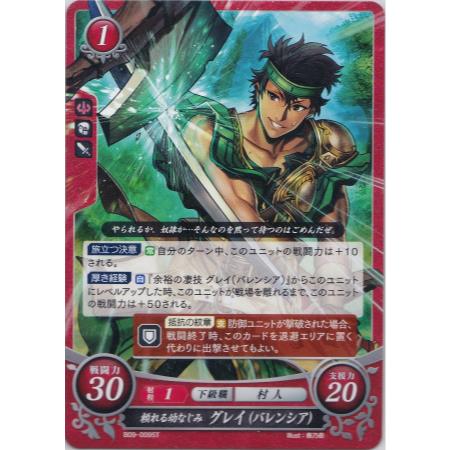 1
やられるか、奴隷か…そんなのを黙って待つのはごめんだぜ。
旅立つ決意 常 自分のターン中、このユニットの戦闘力は+10
される。
厚き経験 自 『余裕の凄技 グレイ(バレンシア)』からこのユニット
にレベルアップした時、このユニットが戦場を離れるまで、このユニット
の戦闘力は+50される。
抵抗の紋章 支 防御ユニットが撃破された場合、
戦闘終了時、このカードを退避エリアに置く
代わりに出撃させてもよい。
戦闘力
30
射程 1 下級職 村人
支援力
20
頼れる幼なじみ グレイ(バレンシア)
B09-009ST